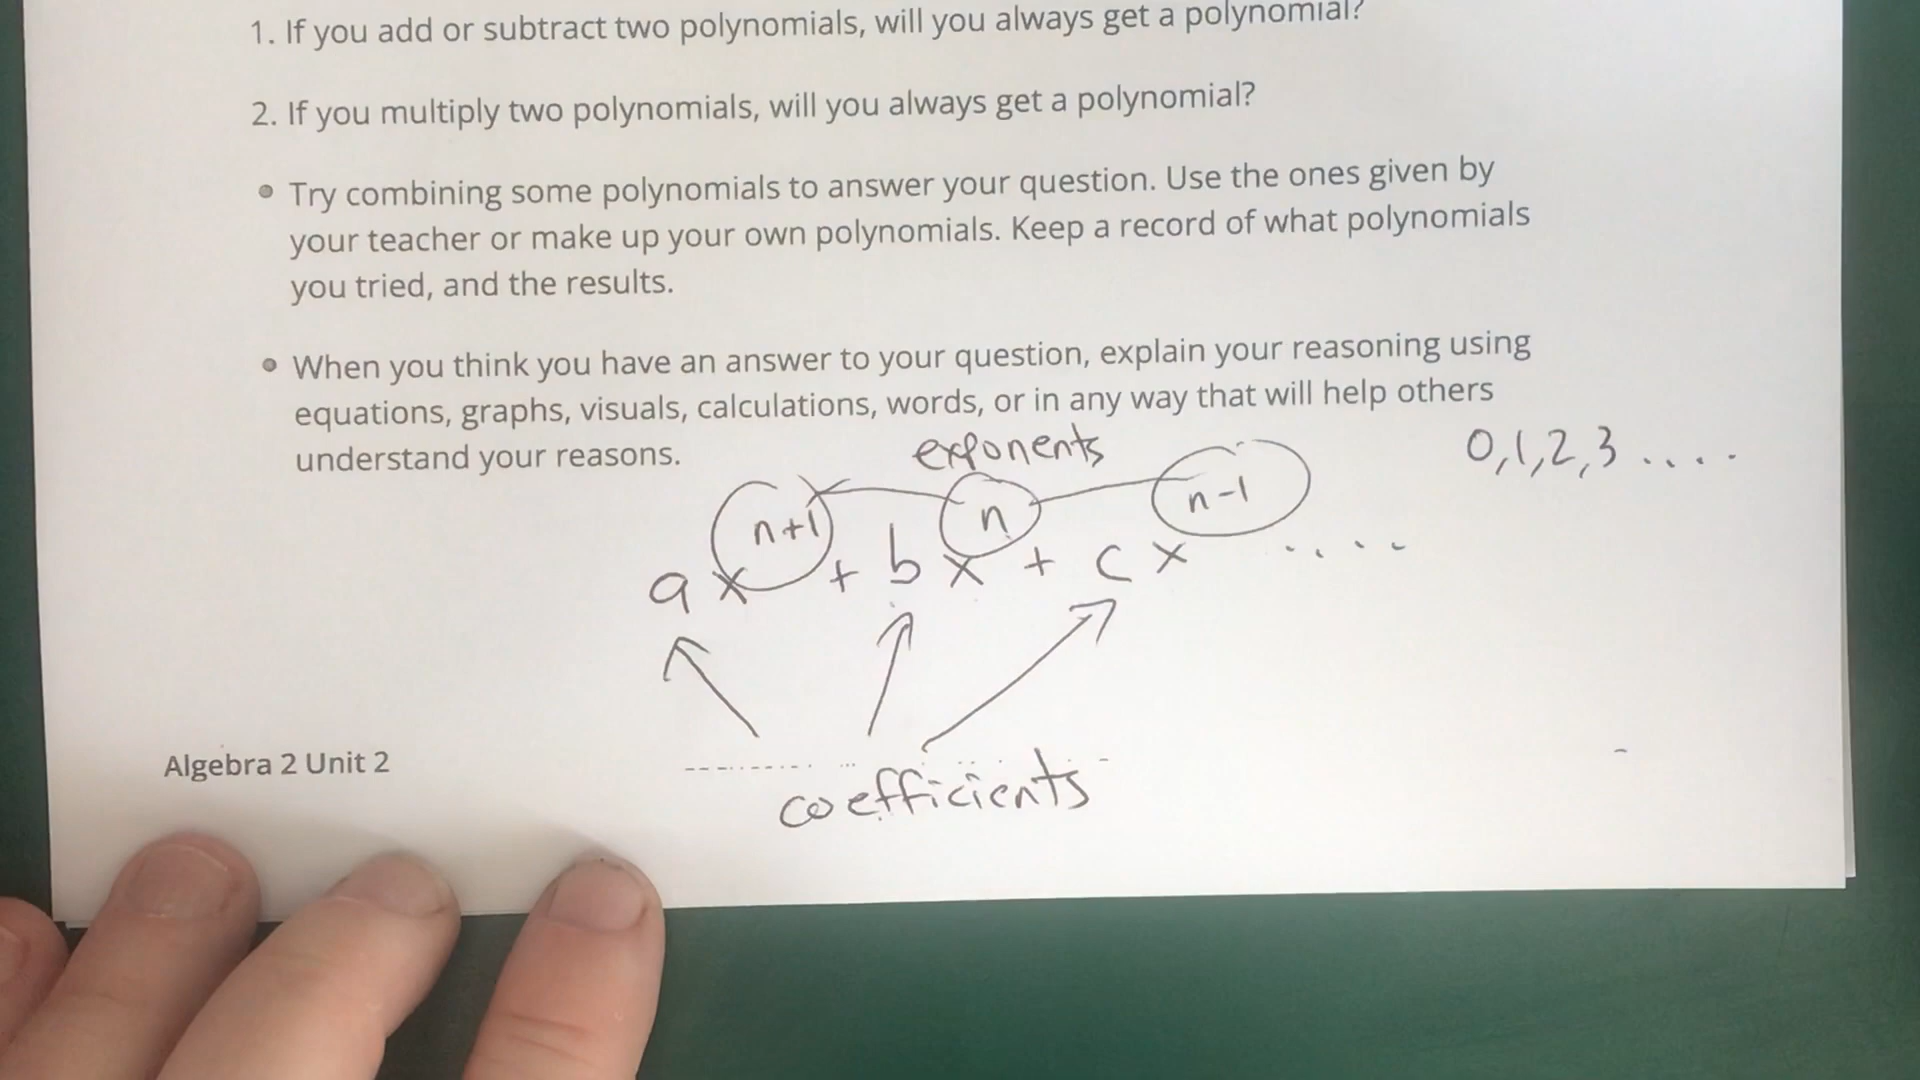 1. If you add or subtract two polynomials, will you always get a polynomial?
2. If you multiply two polynomials, will you always get a polynomial?
• Try combining some polynomials to answer your question. Use the ones given by
your teacher or make up your own polynomials. Keep a record of what polynomials
you tried, and the results.
• When you think you have an answer to your question, explain your reasoning using
equations, graphs, visuals, calculations, words, or in any way that will help others
understand your reasons.
exponents
0,1,2,3 ....
n+1 n n-1
ax + bx + cx ....
Algebra 2 Unit 2
coefficients